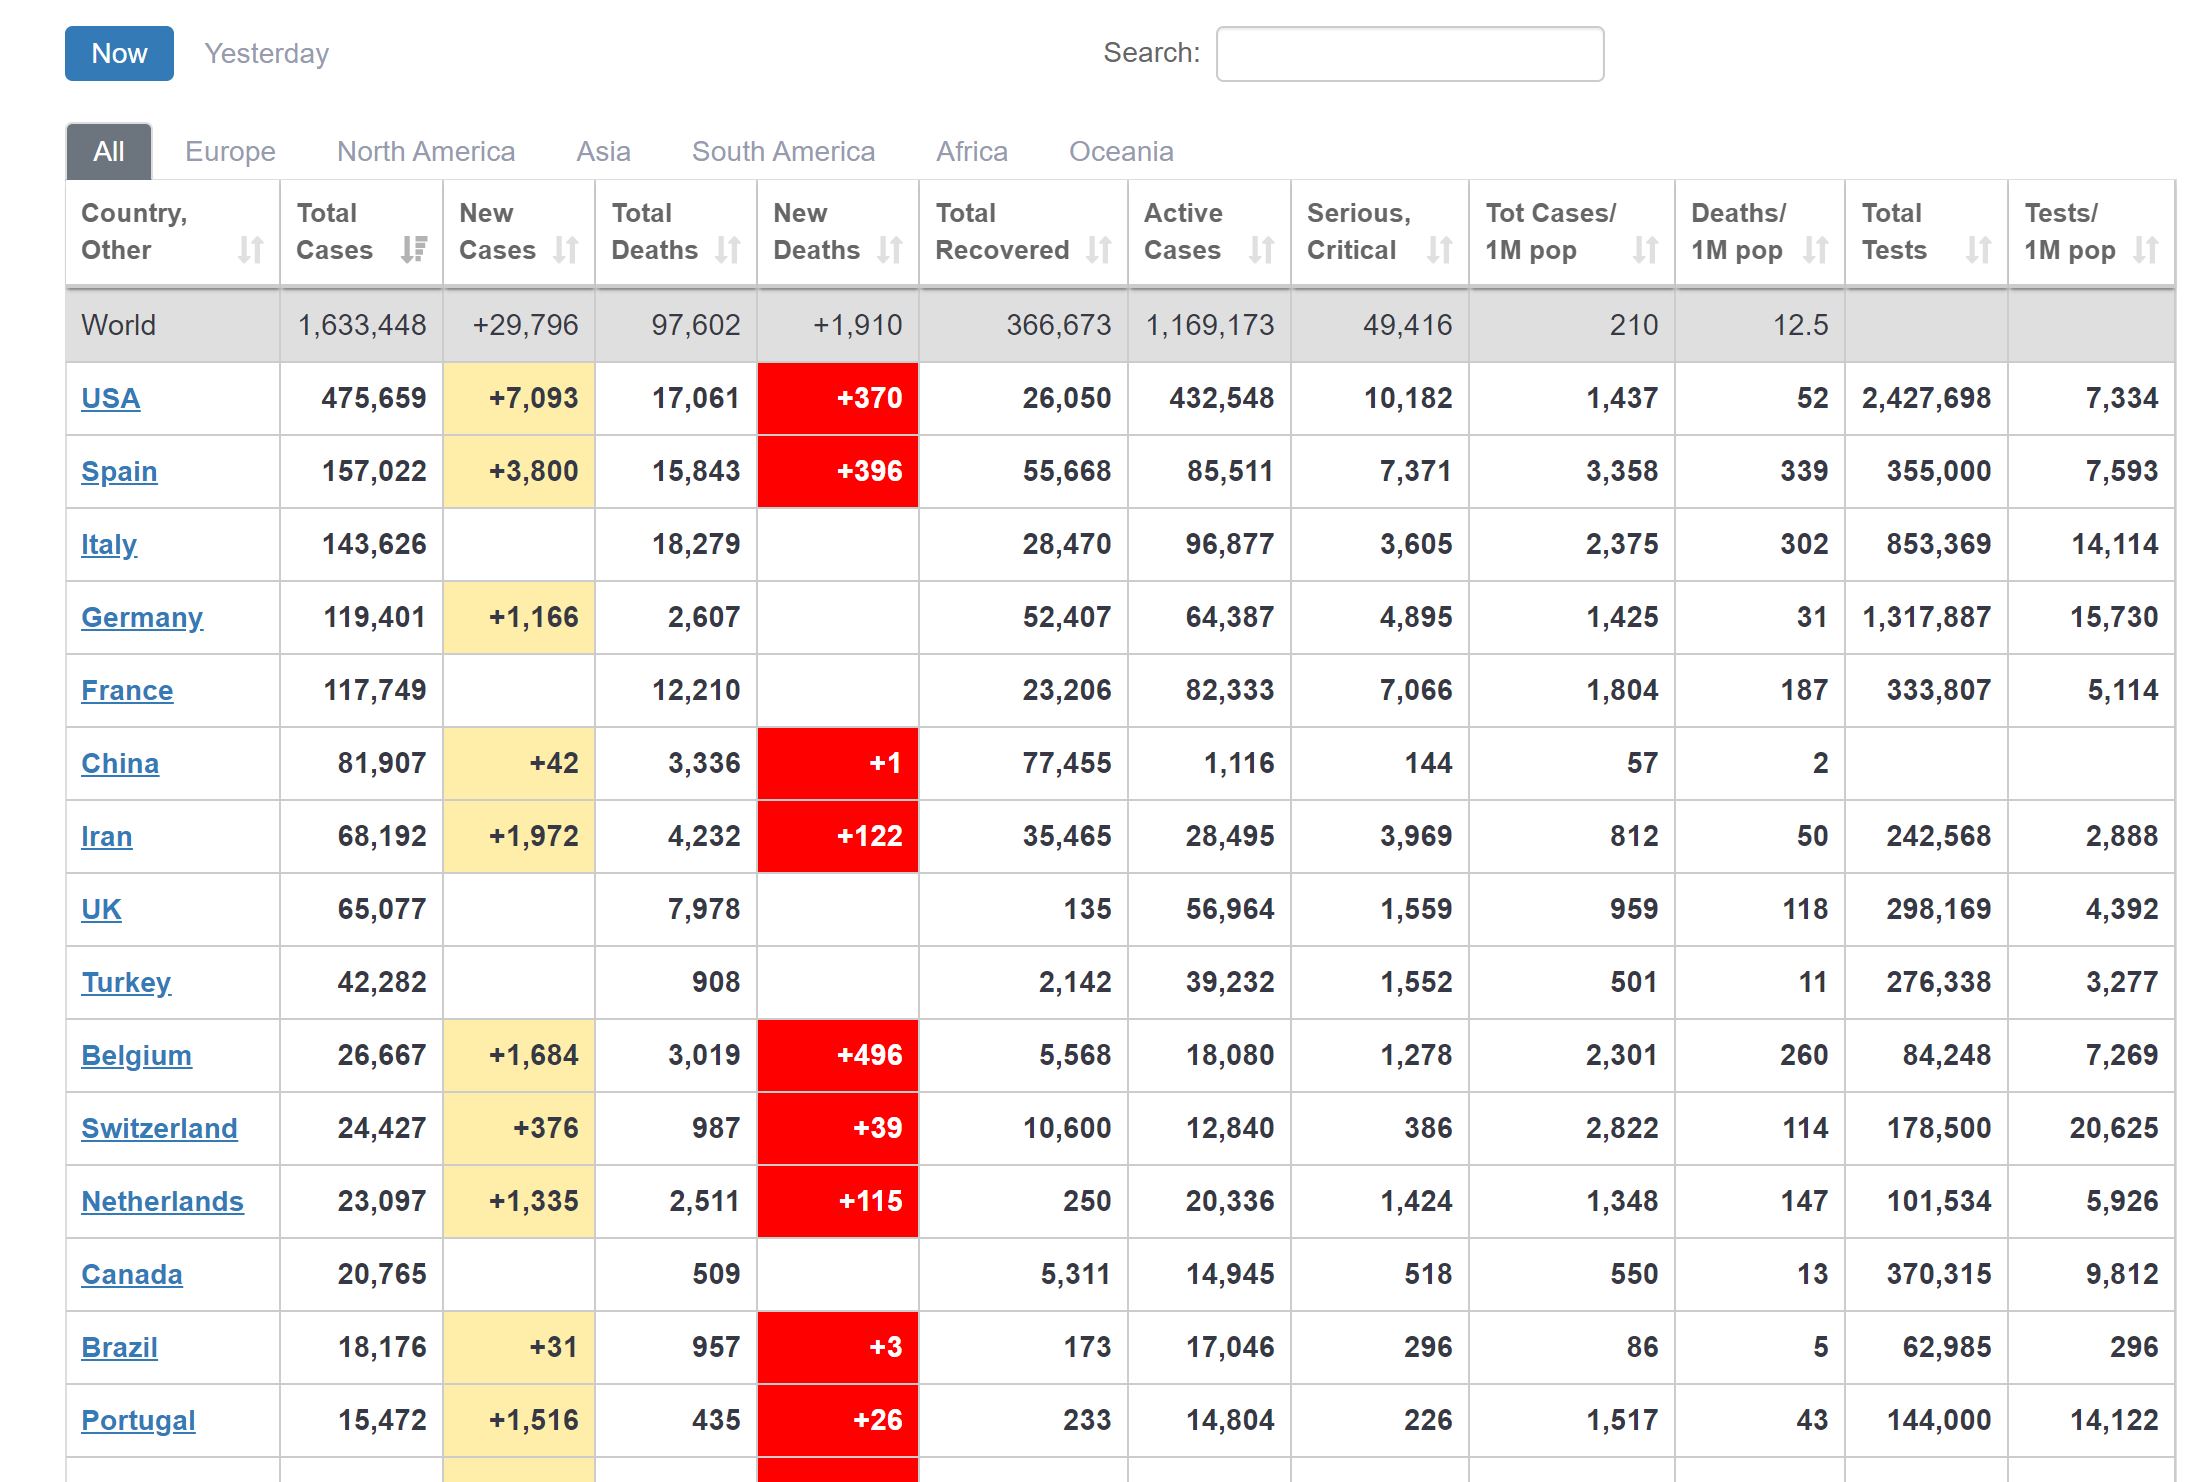 Now Yesterday Search:
All Europe North America Asia South America Africa Oceania
Country, Total New Total New Total Active Serious, Tot Cases/ Deaths/ Total Tests/
Other Cases Cases Deaths Deaths Recovered Cases Critical 1M pop 1M pop Tests 1M pop
World 1,633,448 +29,796 97,602 +1,910 366,673 1,169,173 49,416 210 12.5
USA 475,659 +7,093 17,061 +370 26,050 432,548 10,182 1,437 52 2,427,698 7,334
Spain 157,022 +3,800 15,843 +396 55,668 85,511 7,371 3,358 339 355,000 7,593
Italy 143,626 18,279 28,470 96,877 3,605 2,375 302 853,369 14,114
Germany 119,401 +1,166 2,607 52,407 64,387 4,895 1,425 31 1,317,887 15,730
France 117,749 12,210 23,206 82,333 7,066 1,804 187 333,807 5,114
China 81,907 +42 3,336 +1 77,455 1,116 144 57 2
Iran 68,192 +1,972 4,232 +122 35,465 28,495 3,969 812 50 242,568 2,888
UK 65,077 7,978 135 56,964 1,559 959 118 298,169 4,392
Turkey 42,282 908 2,142 39,232 1,552 501 11 276,338 3,277
Belgium 26,667 +1,684 3,019 +496 5,568 18,080 1,278 2,301 260 84,248 7,269
Switzerland 24,427 +376 987 +39 10,600 12,840 386 2,822 114 178,500 20,625
Netherlands 23,097 +1,335 2,511 +115 250 20,336 1,424 1,348 147 101,534 5,926
Canada 20,765 509 5,311 14,945 518 550 13 370,315 9,812
Brazil 18,176 +31 957 +3 173 17,046 296 86 5 62,985 296
Portugal 15,472 +1,516 435 +26 233 14,804 226 1,517 43 144,000 14,122